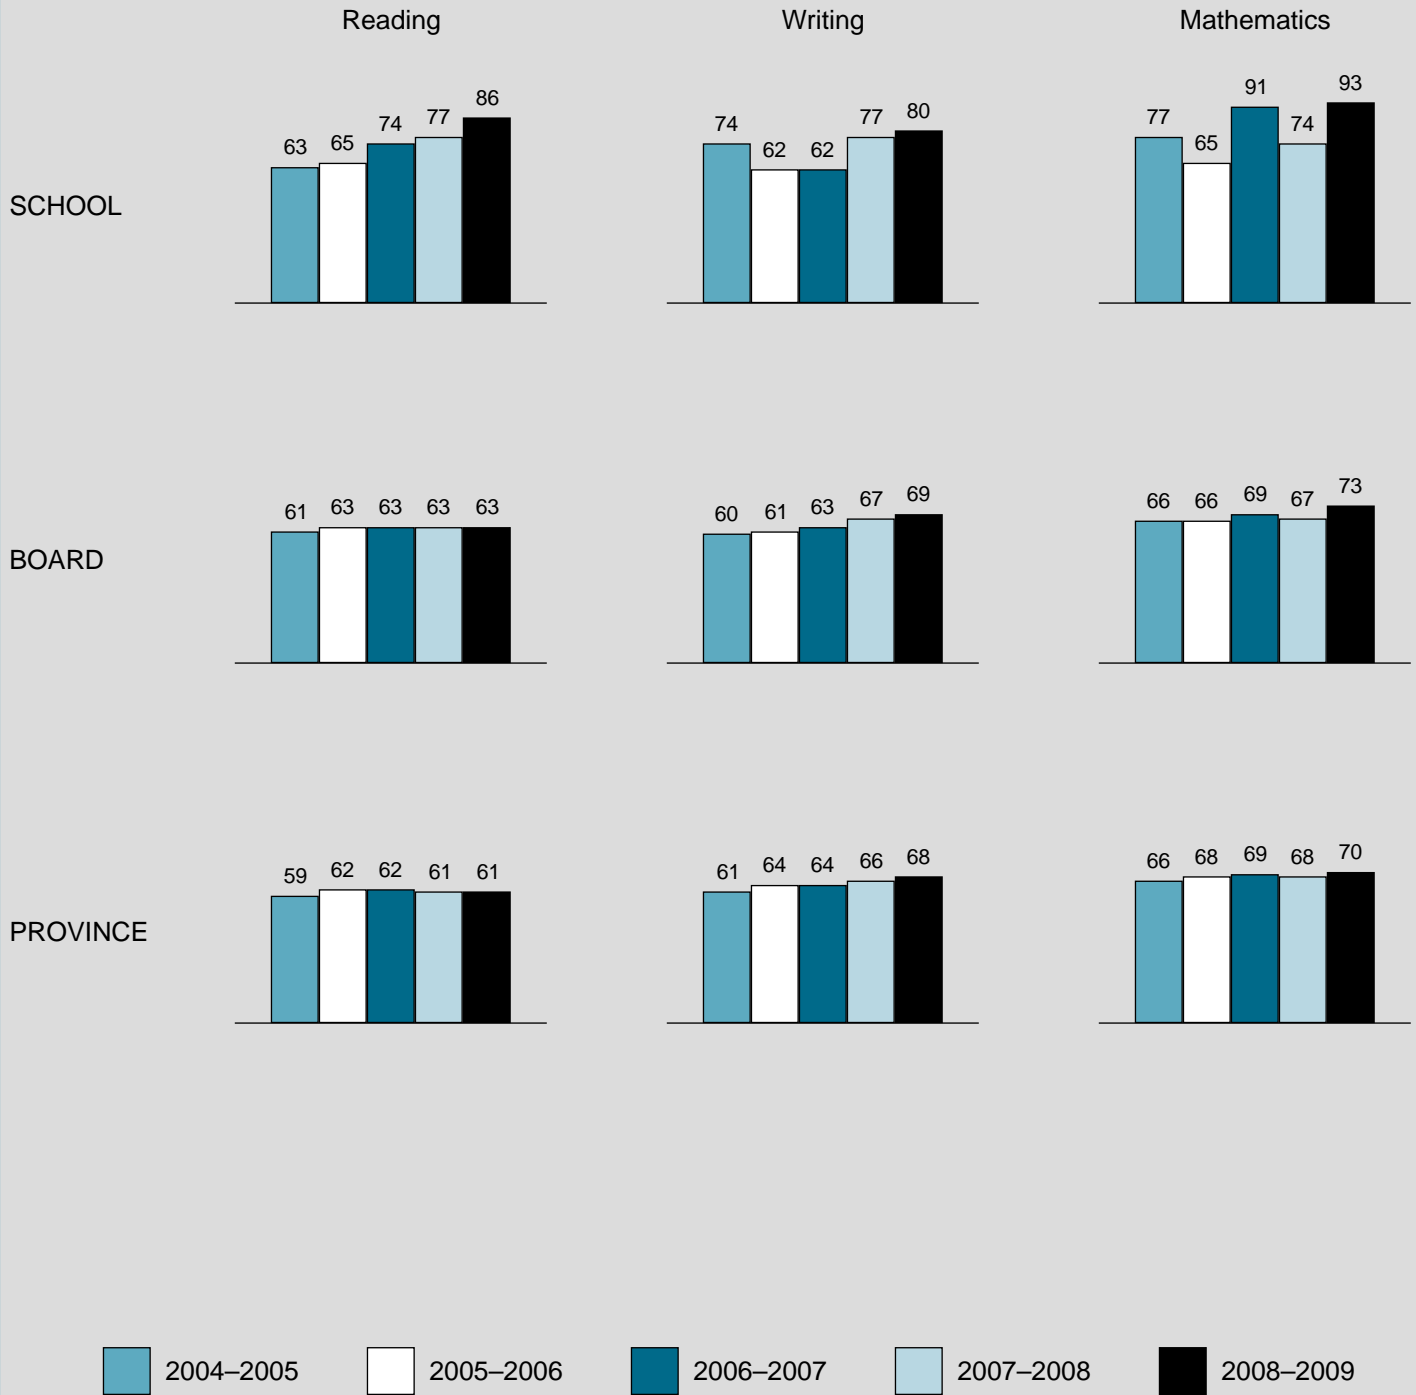 Reading Writing Mathematics
SCHOOL
63 65 74 77 86
74 62 62 77 80
77 65 91 74 93
BOARD
61 63 63 63 63
60 61 63 67 69
66 66 69 67 73
PROVINCE
59 62 62 61 61
61 64 64 66 68
66 68 69 68 70
2004–2005 2005–2006 2006–2007 2007–2008 2008–2009